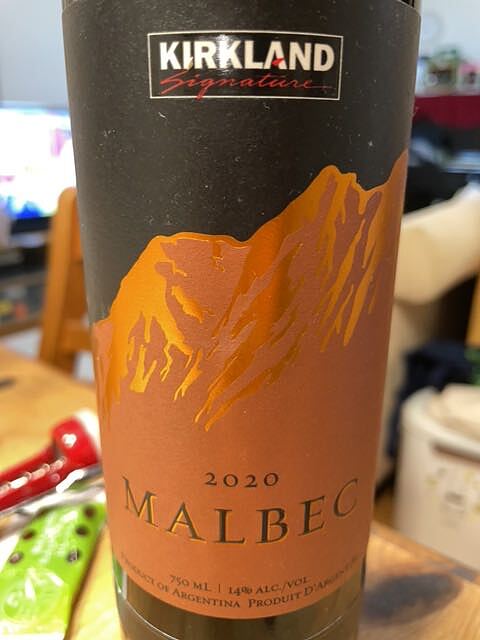 KIRKLAND
Signature
2020
MALBEC
750 ML | 14% ALC./VOL
PRODUCT OF ARGENTINA PRODUIT D'ARGENTINE